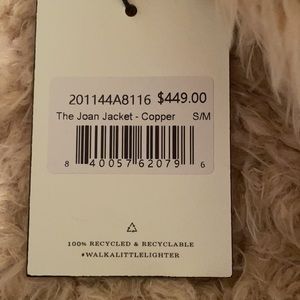 201144A8116 $449.00
The Joan Jacket - Copper S/M
8 40057 62079 6
100% RECYCLED & RECYCLABLE
#WALKALITTLELIGHTER